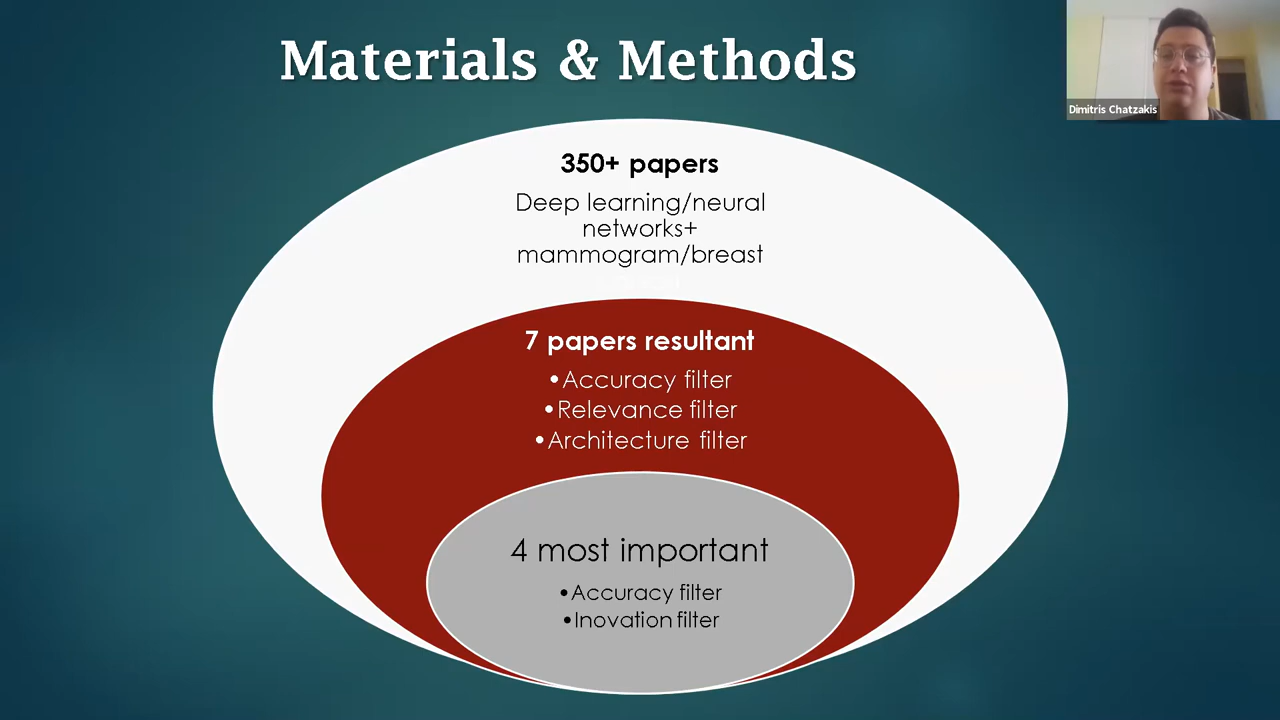 Materials & Methods
Dimitris Chatzakis
350+ papers
Deep learning/neural
networks+
mammogram/breast
7 papers resultant
•Accuracy filter
•Relevance filter
•Architecture filter
4 most important
•Accuracy filter
•Inovation filter